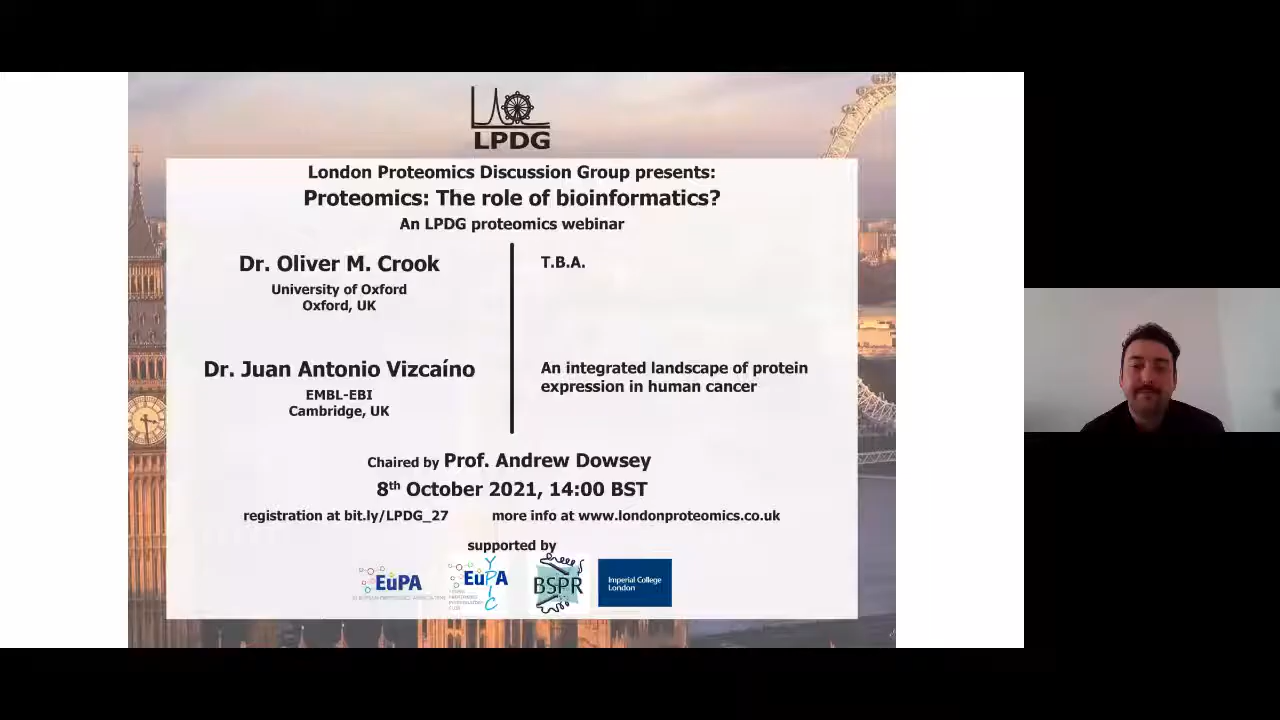 LPDG
London Proteomics Discussion Group presents:
Proteomics: The role of bioinformatics?
An LPDG proteomics webinar
Dr. Oliver M. Crook
University of Oxford
Oxford, UK
T.B.A.
Dr. Juan Antonio Vizcaíno
EMBL-EBI
Cambridge, UK
An integrated landscape of protein
expression in human cancer
Chaired by Prof. Andrew Dowsey
8th October 2021, 14:00 BST
registration at bit.ly/LPDG_27 more info at www.londonproteomics.co.uk
supported by
EuPA
EuPA
YPIC
BSPR
Imperial College
London